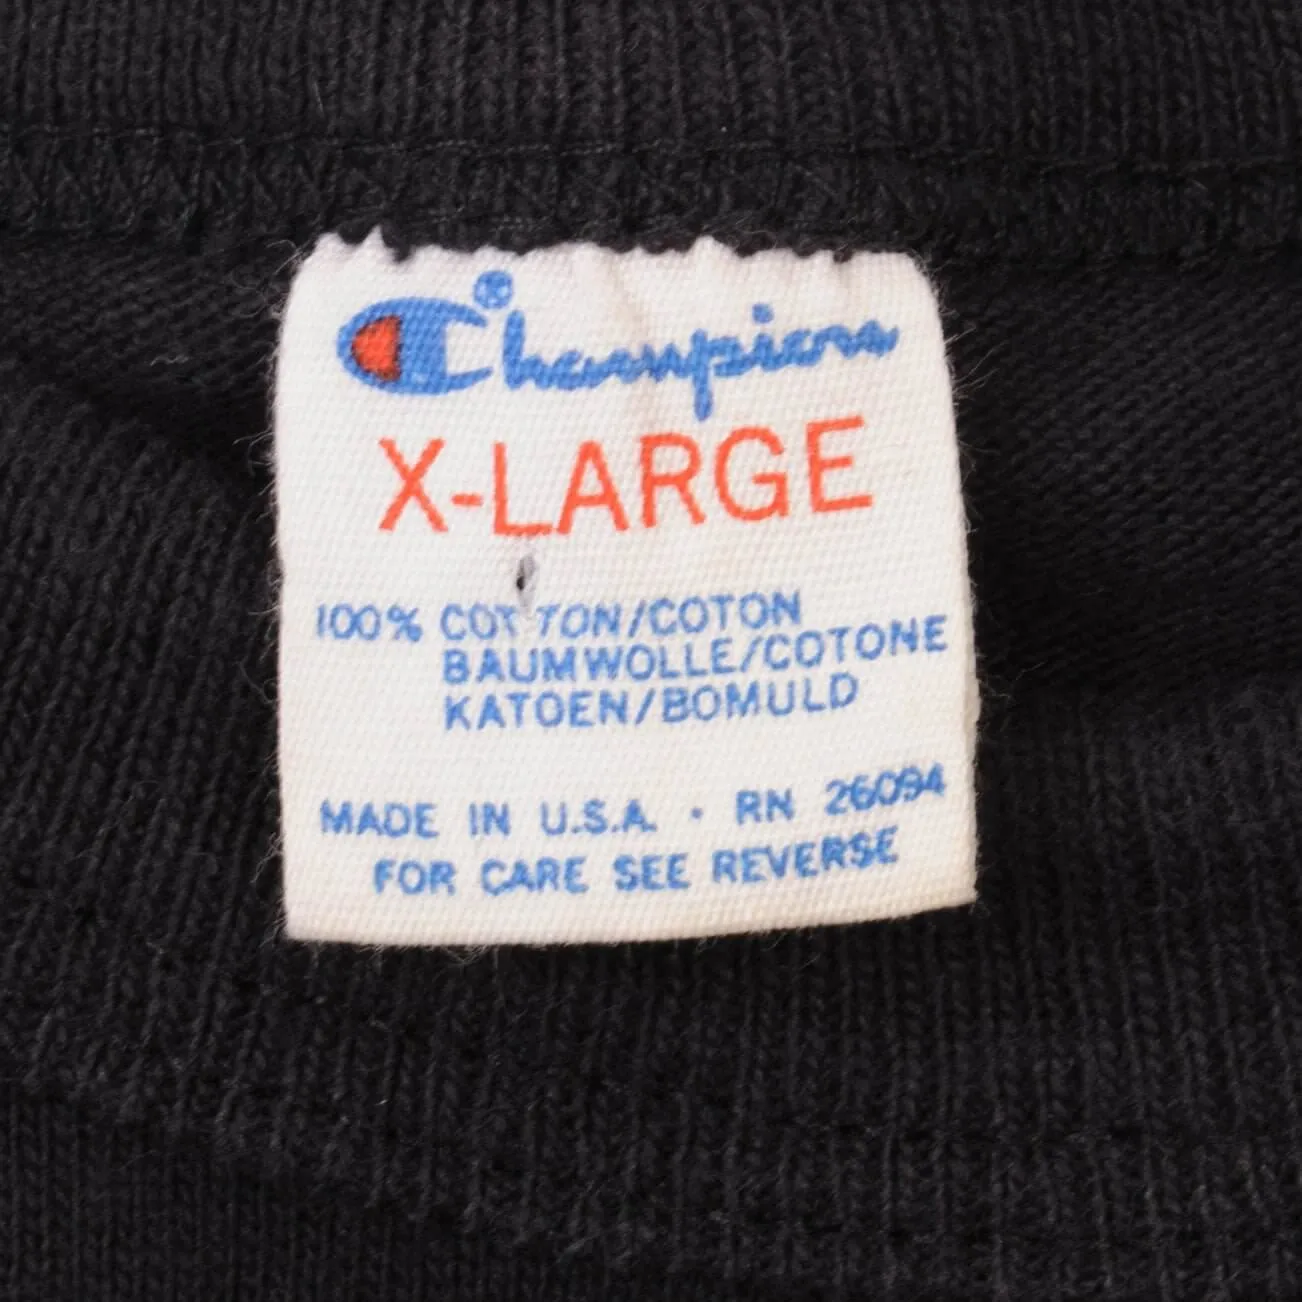 Champion®
X-LARGE
100% COTTON/COTON
BAUMWOLLE/COTONE
KATOEN/BOMULD
MADE IN U.S.A. · RN 26094
FOR CARE SEE REVERSE